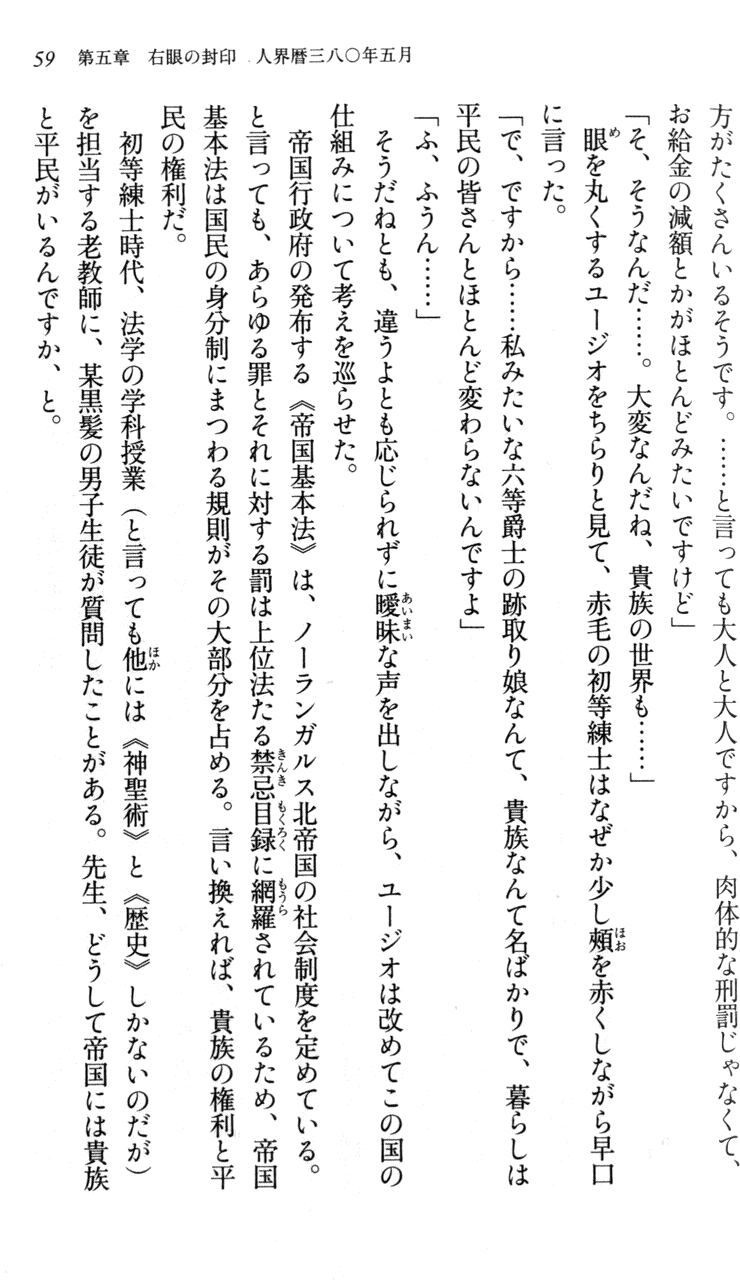 59　第五章　右眼の封印　人界暦三八〇年五月
方がたくさんいるそうです。……と言っても大人と大人ですから、肉体的な刑罰じゃなくて、
お給金の減額とかがほとんどみたいですけど」
「そ、そうなんだ……。大変なんだね、貴族の世界も……」
眼を丸くするユージオをちらりと見て、赤毛の初等練士はなぜか少し頰を赤くしながら早口
に言った。
「で、ですから……私みたいな六等爵士の跡取り娘なんて、貴族なんて名ばかりで、暮らしは
平民の皆さんとほとんど変わらないんですよ」
「ふ、ふうん……」
そうだねとも、違うよとも応じられずに曖昧な声を出しながら、ユージオは改めてこの国の
仕組みについて考えを巡らせた。
帝国行政府の発布する《帝国基本法》は、ノーランガルス北帝国の社会制度を定めている。
と言っても、あらゆる罪とそれに対する罰は上位法たる禁忌目録に網羅されているため、帝国
基本法は国民の身分制にまつわる規則がその大部分を占める。言い換えれば、貴族の権利と平
民の権利だ。
初等練士時代、法学の学科授業（と言っても他には《神聖術》と《歴史》しかないのだが）
を担当する老教師に、某黒髪の男子生徒が質問したことがある。先生、どうして帝国には貴族
と平民がいるんですか、と。